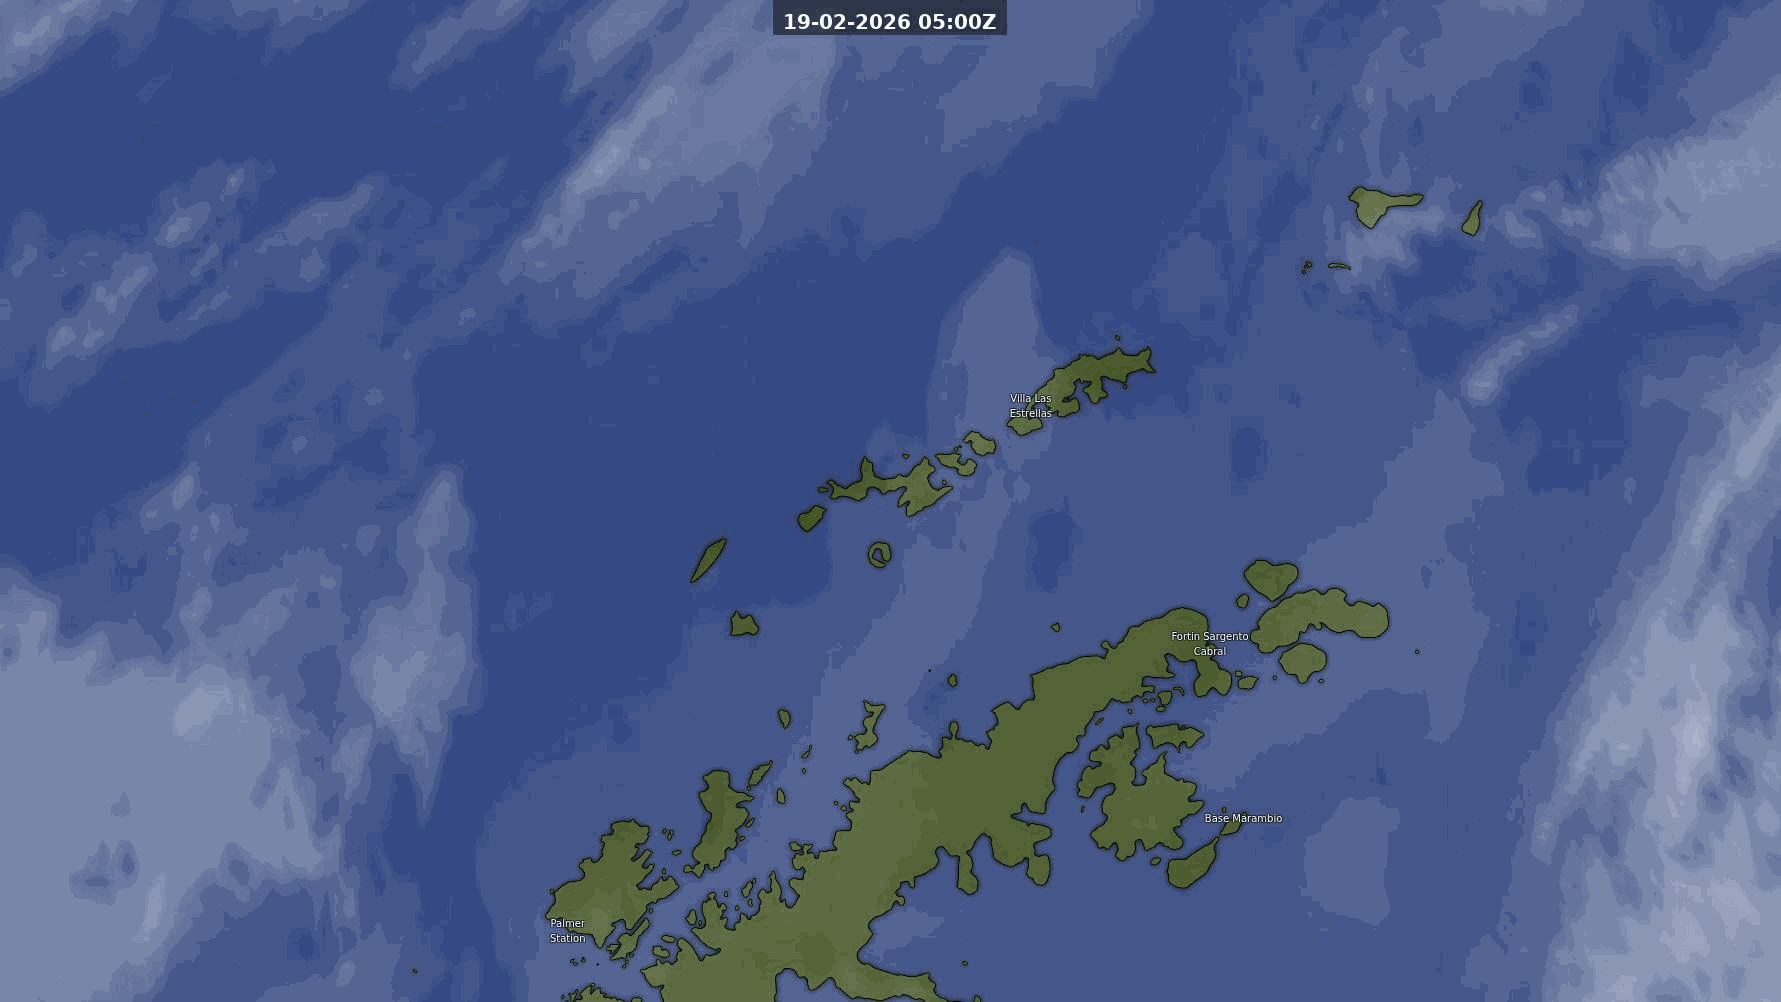 19-02-2026 05:00Z
Villa Las
Estrellas
Fortin Sargento
Cabral
Base Marambio
Palmer
Station